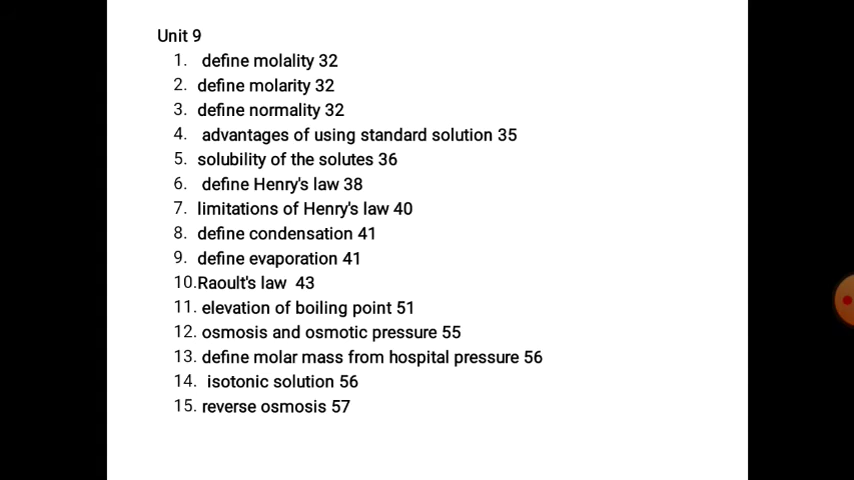 Unit 9
1. define molality 32
2. define molarity 32
3. define normality 32
4. advantages of using standard solution 35
5. solubility of the solutes 36
6. define Henry's law 38
7. limitations of Henry's law 40
8. define condensation 41
9. define evaporation 41
10.Raoult's law 43
11. elevation of boiling point 51
12. osmosis and osmotic pressure 55
13. define molar mass from hospital pressure 56
14. isotonic solution 56
15. reverse osmosis 57